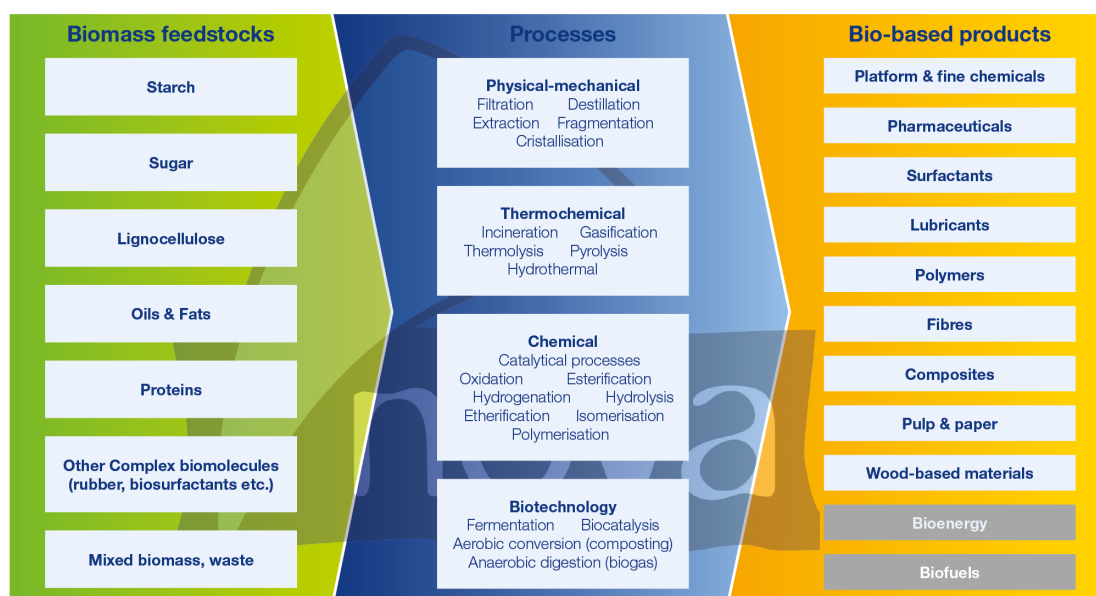 Biomass feedstocks
Starch
Sugar
Lignocellulose
Oils & Fats
Proteins
Other Complex biomolecules
(rubber, biosurfactants etc.)
Mixed biomass, waste
Processes
Physical-mechanical
Filtration Destillation
Extraction Fragmentation
Cristallisation
Thermochemical
Incineration Gasification
Thermolysis Pyrolysis
Hydrothermal
Chemical
Catalytical processes
Oxidation Esterification
Hydrogenation Hydrolysis
Etherification Isomerisation
Polymerisation
Biotechnology
Fermentation Biocatalysis
Aerobic conversion (composting)
Anaerobic digestion (biogas)
Bio-based products
Platform & fine chemicals
Pharmaceuticals
Surfactants
Lubricants
Polymers
Fibres
Composites
Pulp & paper
Wood-based materials
Bioenergy
Biofuels
nova